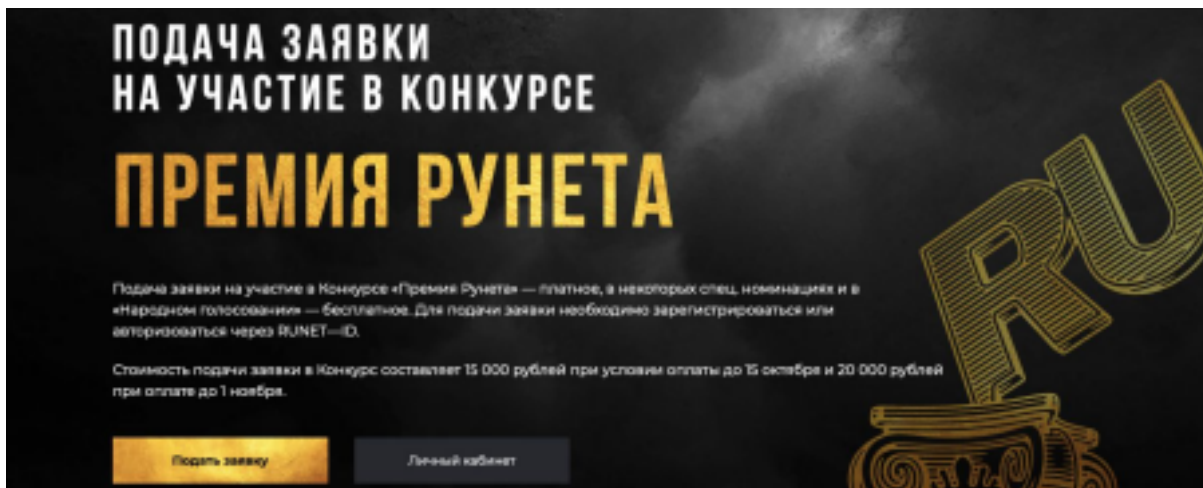 ПОДАЧА ЗАЯВКИ
НА УЧАСТИЕ В КОНКУРСЕ
ПРЕМИЯ РУНЕТА
Подача заявки на участие в Конкурсе «Премия Рунета» — платное, в некоторых спец. номинациях и в
«Народном голосовании» — бесплатное. Для подачи заявки необходимо зарегистрироваться или
авторизоваться через RUNET—ID.
Стоимость подачи заявки в Конкурс составляет 15 000 рублей при условии оплаты до 15 октября и 20 000 рублей
при оплате до 1 ноября.
Подать заявку
Личный кабинет
RU